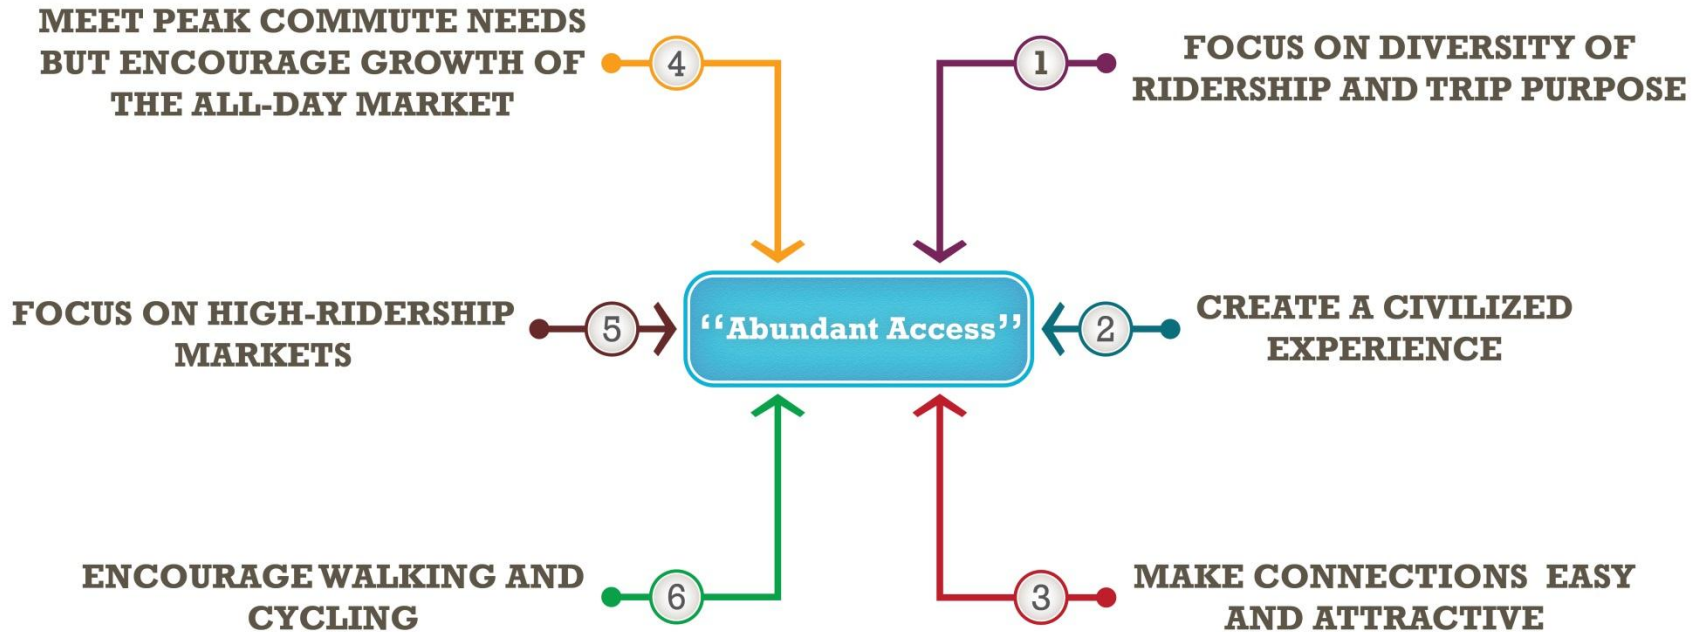 MEET PEAK COMMUTE NEEDS
BUT ENCOURAGE GROWTH OF
THE ALL-DAY MARKET
4
1
FOCUS ON DIVERSITY OF
RIDERSHIP AND TRIP PURPOSE
FOCUS ON HIGH-RIDERSHIP
MARKETS
5
“Abundant Access”
2
CREATE A CIVILIZED
EXPERIENCE
ENCOURAGE WALKING AND
CYCLING
6
3
MAKE CONNECTIONS EASY
AND ATTRACTIVE